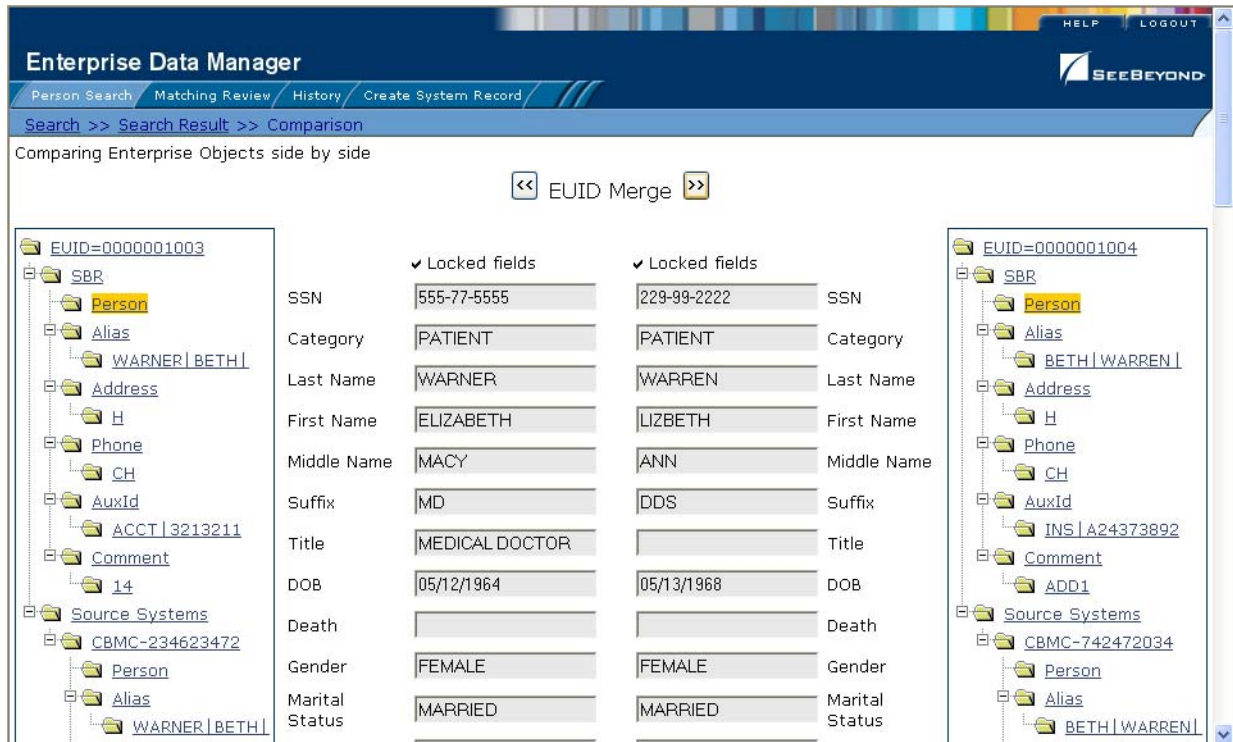 HELP LOGOUT
Enterprise Data Manager
SEEBEYOND
Person Search Matching Review History Create System Record
Search >> Search Result >> Comparison
Comparing Enterprise Objects side by side
<< EUID Merge >>
EUID=0000001003
SBR
Person
Alias
WARNER|BETH|
Address
H
Phone
CH
AuxId
ACCT|3213211
Comment
14
Source Systems
CBMC-234623472
Person
Alias
WARNER|BETH|
✓ Locked fields ✓ Locked fields
SSN 555-77-5555 229-99-2222 SSN
Category PATIENT PATIENT Category
Last Name WARNER WARREN Last Name
First Name ELIZABETH LIZBETH First Name
Middle Name MACY ANN Middle Name
Suffix MD DDS Suffix
Title MEDICAL DOCTOR Title
DOB 05/12/1964 05/13/1968 DOB
Death Death
Gender FEMALE FEMALE Gender
Marital Status MARRIED MARRIED Marital Status
EUID=0000001004
SBR
Person
Alias
BETH|WARREN|
Address
H
Phone
CH
AuxId
INS|A24373892
Comment
ADD1
Source Systems
CBMC-742472034
Person
Alias
BETH|WARREN|